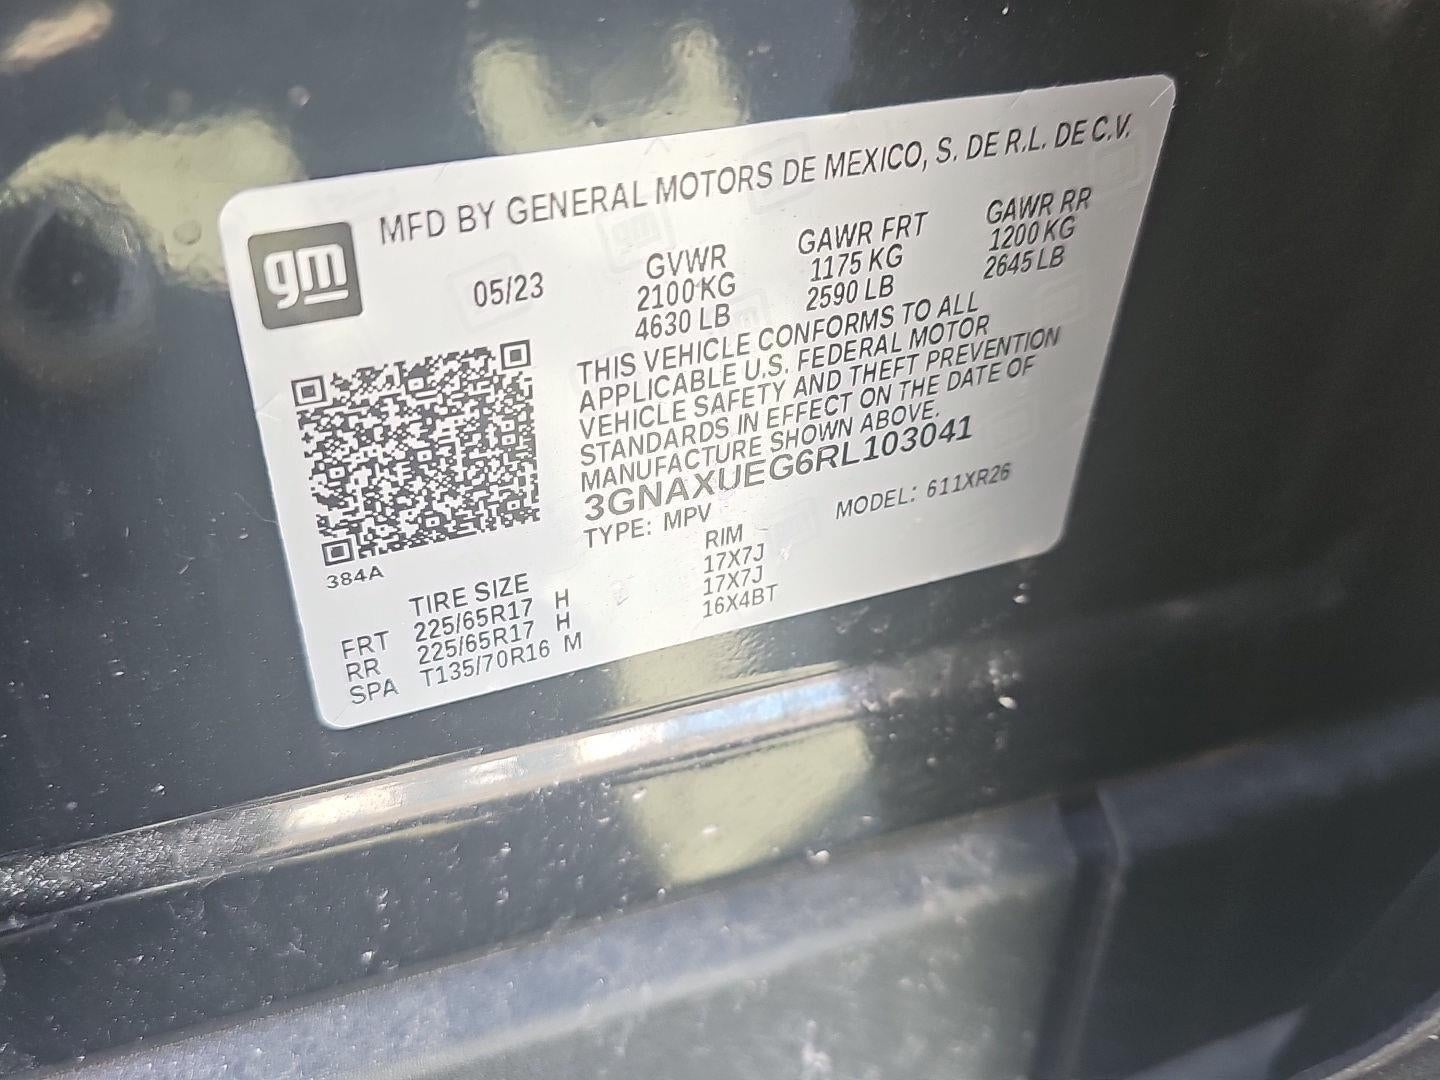 MFD BY GENERAL MOTORS DE MEXICO, S. DE R.L. DE C.V.
gm
05/23
GVWR
2100 KG
4630 LB
GAWR FRT
1175 KG
2590 LB
GAWR RR
1200 KG
2645 LB
THIS VEHICLE CONFORMS TO ALL
APPLICABLE U.S. FEDERAL MOTOR
VEHICLE SAFETY AND THEFT PREVENTION
STANDARDS IN EFFECT ON THE DATE OF
MANUFACTURE SHOWN ABOVE.
3GNAXUEG6RL103041
TYPE: MPV
MODEL: 611XR26
384A
TIRE SIZE
RIM
FRT 225/65R17 H 17X7J
RR 225/65R17 H 17X7J
SPA T135/70R16 M 16X4BT